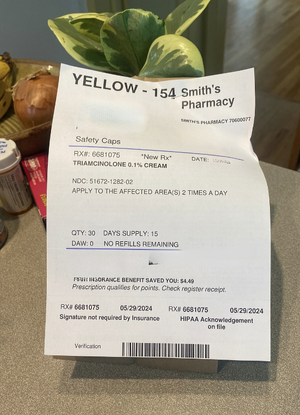 YELLOW - 154 Smith's
Pharmacy
SMITH'S PHARMACY 70609077
Safety Caps
RX#: 6681075 "New Rx" DATE:
TRIAMCINOLONE 0.1% CREAM
NDC: 51672-1282-02
APPLY TO THE AFFECTED AREA(S) 2 TIMES A DAY
QTY: 30 DAYS SUPPLY: 15
DAW: 0 NO REFILLS REMAINING
INSURANCE BENEFIT SAVED YOU: $4.49
Prescription qualifies for points. Check register receipt.
RX# 6681075 05/29/2024 RX# 6681075 05/29/2024
Signature not required by Insurance HIPAA Acknowledgement
on file
Verification